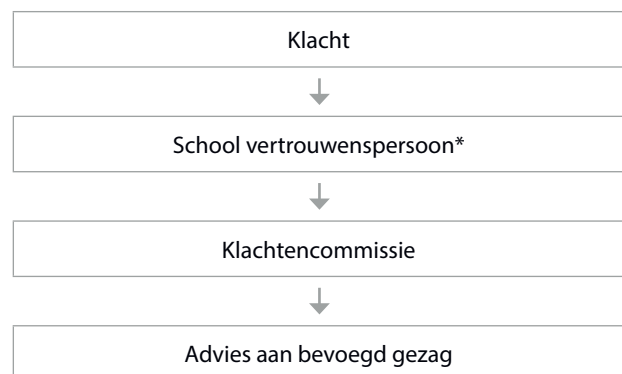 Klacht
School vertrouwenspersoon*
Klachtencommissie
Advies aan bevoegd gezag